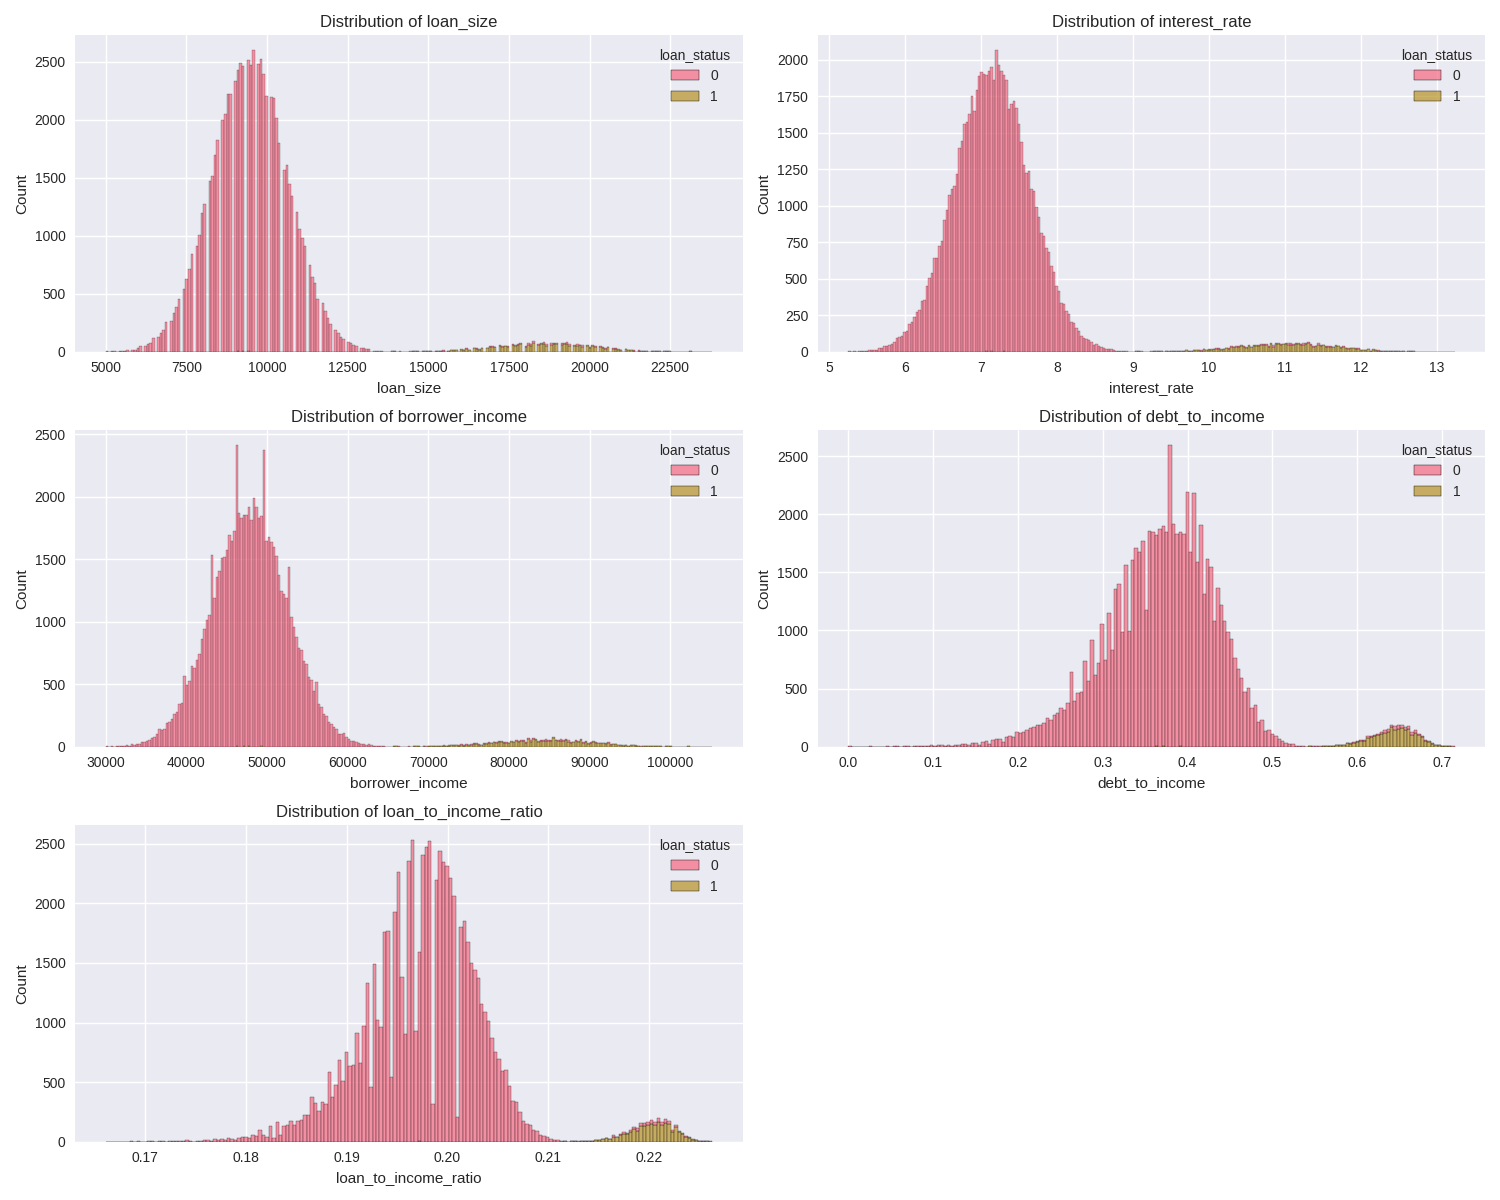 Distribution of loan_size
loan_status
0
1
2500
2000
1500
1000
500
0
Count
5000 7500 10000 12500 15000 17500 20000 22500
loan_size
Distribution of interest_rate
loan_status
0
1
2000
1750
1500
1250
1000
750
500
250
0
Count
5 6 7 8 9 10 11 12 13
interest_rate
Distribution of borrower_income
loan_status
0
1
2500
2000
1500
1000
500
0
Count
30000 40000 50000 60000 70000 80000 90000 100000
borrower_income
Distribution of debt_to_income
loan_status
0
1
2500
2000
1500
1000
500
0
Count
0.0 0.1 0.2 0.3 0.4 0.5 0.6 0.7
debt_to_income
Distribution of loan_to_income_ratio
loan_status
0
1
2500
2000
1500
1000
500
0
Count
0.17 0.18 0.19 0.20 0.21 0.22
loan_to_income_ratio